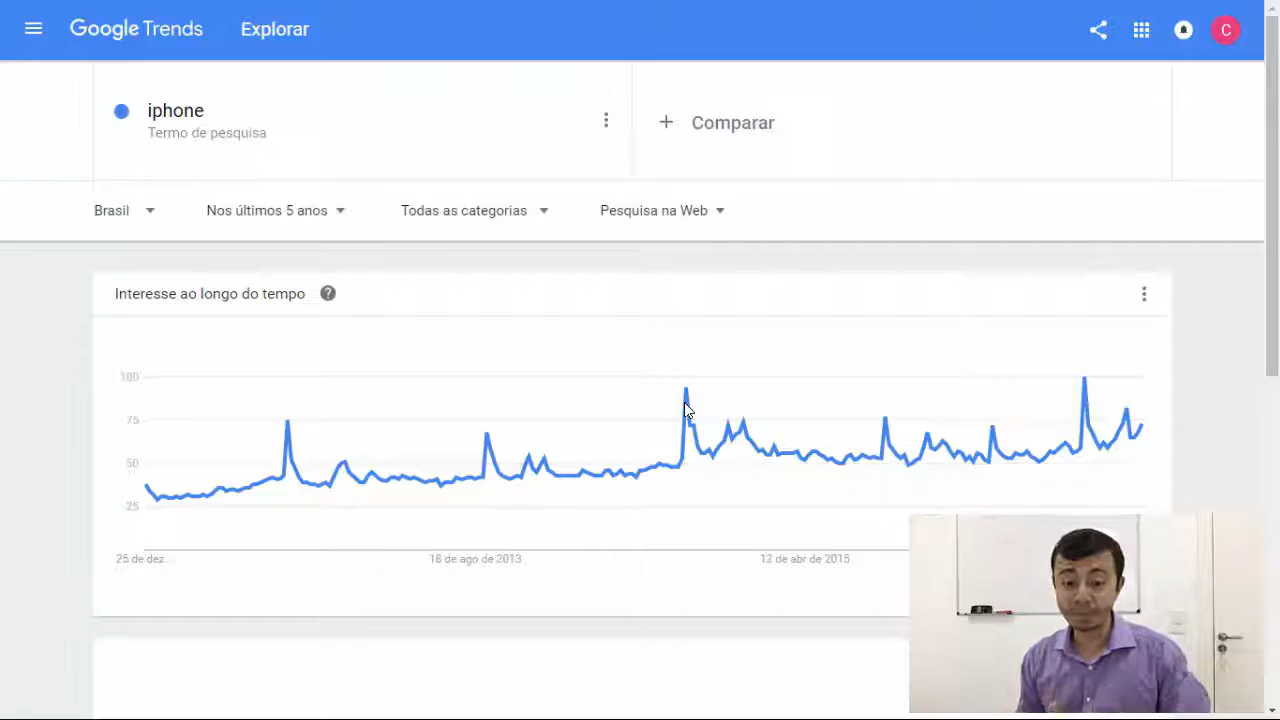 Google Trends
Explorar
C
iphone
Termo de pesquisa
+ Comparar
Brasil
Nos últimos 5 anos
Todas as categorias
Pesquisa na Web
Interesse ao longo do tempo ?
100
75
50
25
25 de dez...
18 de ago de 2013
12 de abr de 2015